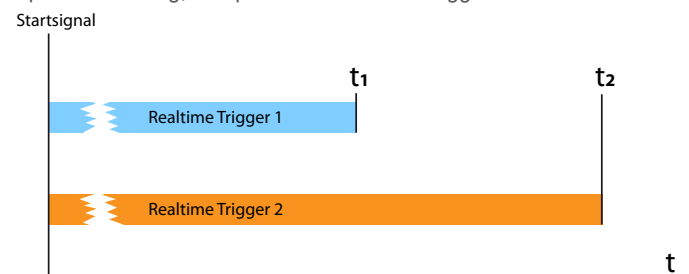 Startsignal
t1
t2
Realtime Trigger 1
Realtime Trigger 2
t